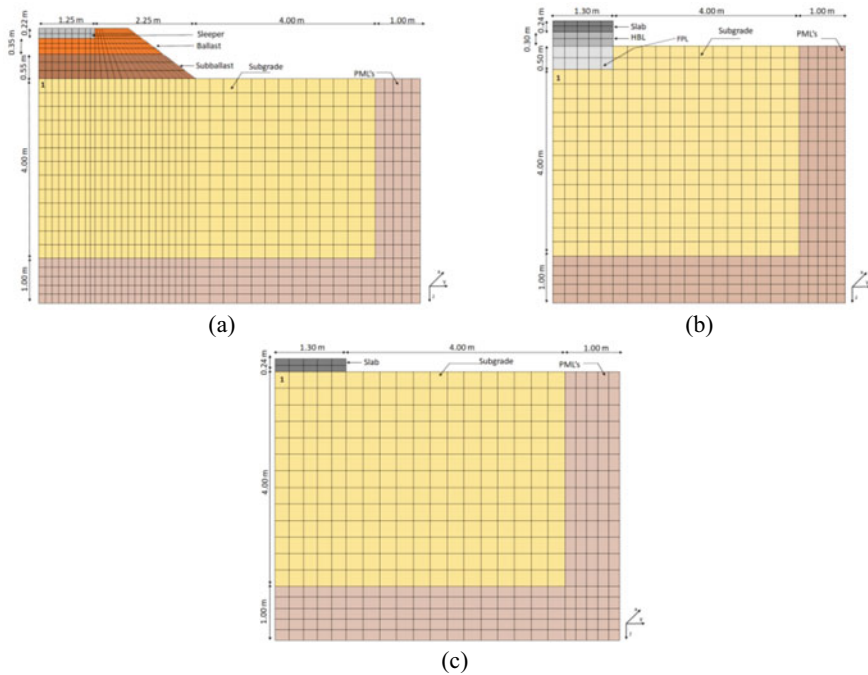 1.25 m 2.25 m 4.00 m 1.00 m
0.22 m
Sleeper
0.35 m
Ballast
0.55 m
Subballast
Subgrade
PML's
1
4.00 m
1.00 m
(a)
1.30 m 4.00 m 1.00 m
0.24 m
Slab
Subgrade
PML's
0.30 m
HBL
FPL
0.50 m
1
4.00 m
1.00 m
(b)
1.30 m 4.00 m 1.00 m
0.24 m
Slab
Subgrade
PML's
1
4.00 m
1.00 m
(c)